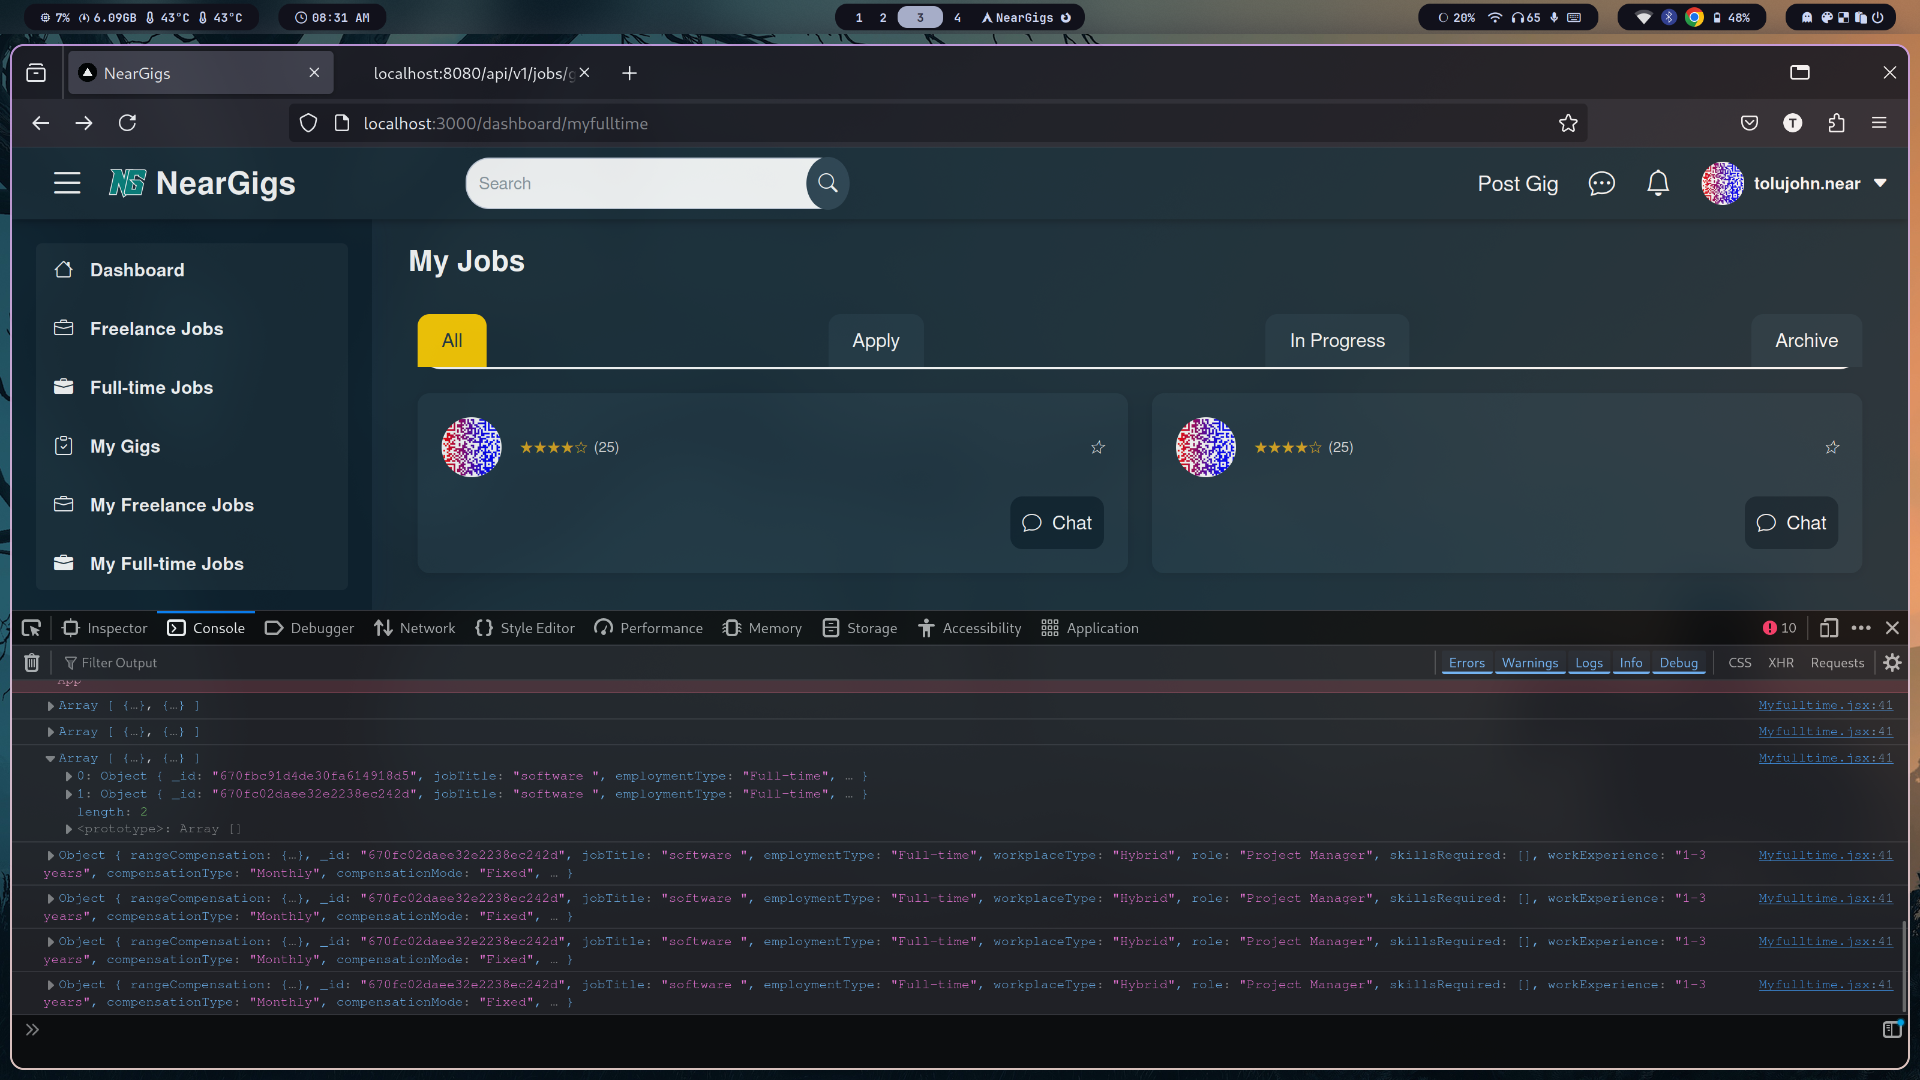 7% 6.09GB 43°C 43°C
08:31 AM
1 2 3 4 NearGigs
20% 65
48%
NearGigs
localhost:8080/api/v1/jobs/g
localhost:3000/dashboard/myfulltime
T
NG NearGigs
Search
Post Gig
tolujohn.near
Dashboard
Freelance Jobs
Full-time Jobs
My Gigs
My Freelance Jobs
My Full-time Jobs
My Jobs
All
Apply
In Progress
Archive
★★★★☆ (25)
Chat
★★★★☆ (25)
Chat
Inspector Console Debugger Network Style Editor Performance Memory Storage Accessibility Application 10
Filter Output Errors Warnings Logs Info Debug CSS XHR Requests
App
Array [ {…}, {…} ] Myfulltime.jsx:41
Array [ {…}, {…} ] Myfulltime.jsx:41
Array [ {…}, {…} ] Myfulltime.jsx:41
0: Object { _id: "670fbc91d4de30fa614918d5", jobTitle: "software ", employmentType: "Full-time", … }
1: Object { _id: "670fc02daee32e2238ec242d", jobTitle: "software ", employmentType: "Full-time", … }
length: 2
<prototype>: Array []
Object { rangeCompensation: {…}, _id: "670fc02daee32e2238ec242d", jobTitle: "software ", employmentType: "Full-time", workplaceType: "Hybrid", role: "Project Manager", skillsRequired: [], workExperience: "1-3 Myfulltime.jsx:41
years", compensationType: "Monthly", compensationMode: "Fixed", … }
Object { rangeCompensation: {…}, _id: "670fc02daee32e2238ec242d", jobTitle: "software ", employmentType: "Full-time", workplaceType: "Hybrid", role: "Project Manager", skillsRequired: [], workExperience: "1-3 Myfulltime.jsx:41
years", compensationType: "Monthly", compensationMode: "Fixed", … }
Object { rangeCompensation: {…}, _id: "670fc02daee32e2238ec242d", jobTitle: "software ", employmentType: "Full-time", workplaceType: "Hybrid", role: "Project Manager", skillsRequired: [], workExperience: "1-3 Myfulltime.jsx:41
years", compensationType: "Monthly", compensationMode: "Fixed", … }
Object { rangeCompensation: {…}, _id: "670fc02daee32e2238ec242d", jobTitle: "software ", employmentType: "Full-time", workplaceType: "Hybrid", role: "Project Manager", skillsRequired: [], workExperience: "1-3 Myfulltime.jsx:41
years", compensationType: "Monthly", compensationMode: "Fixed", … }